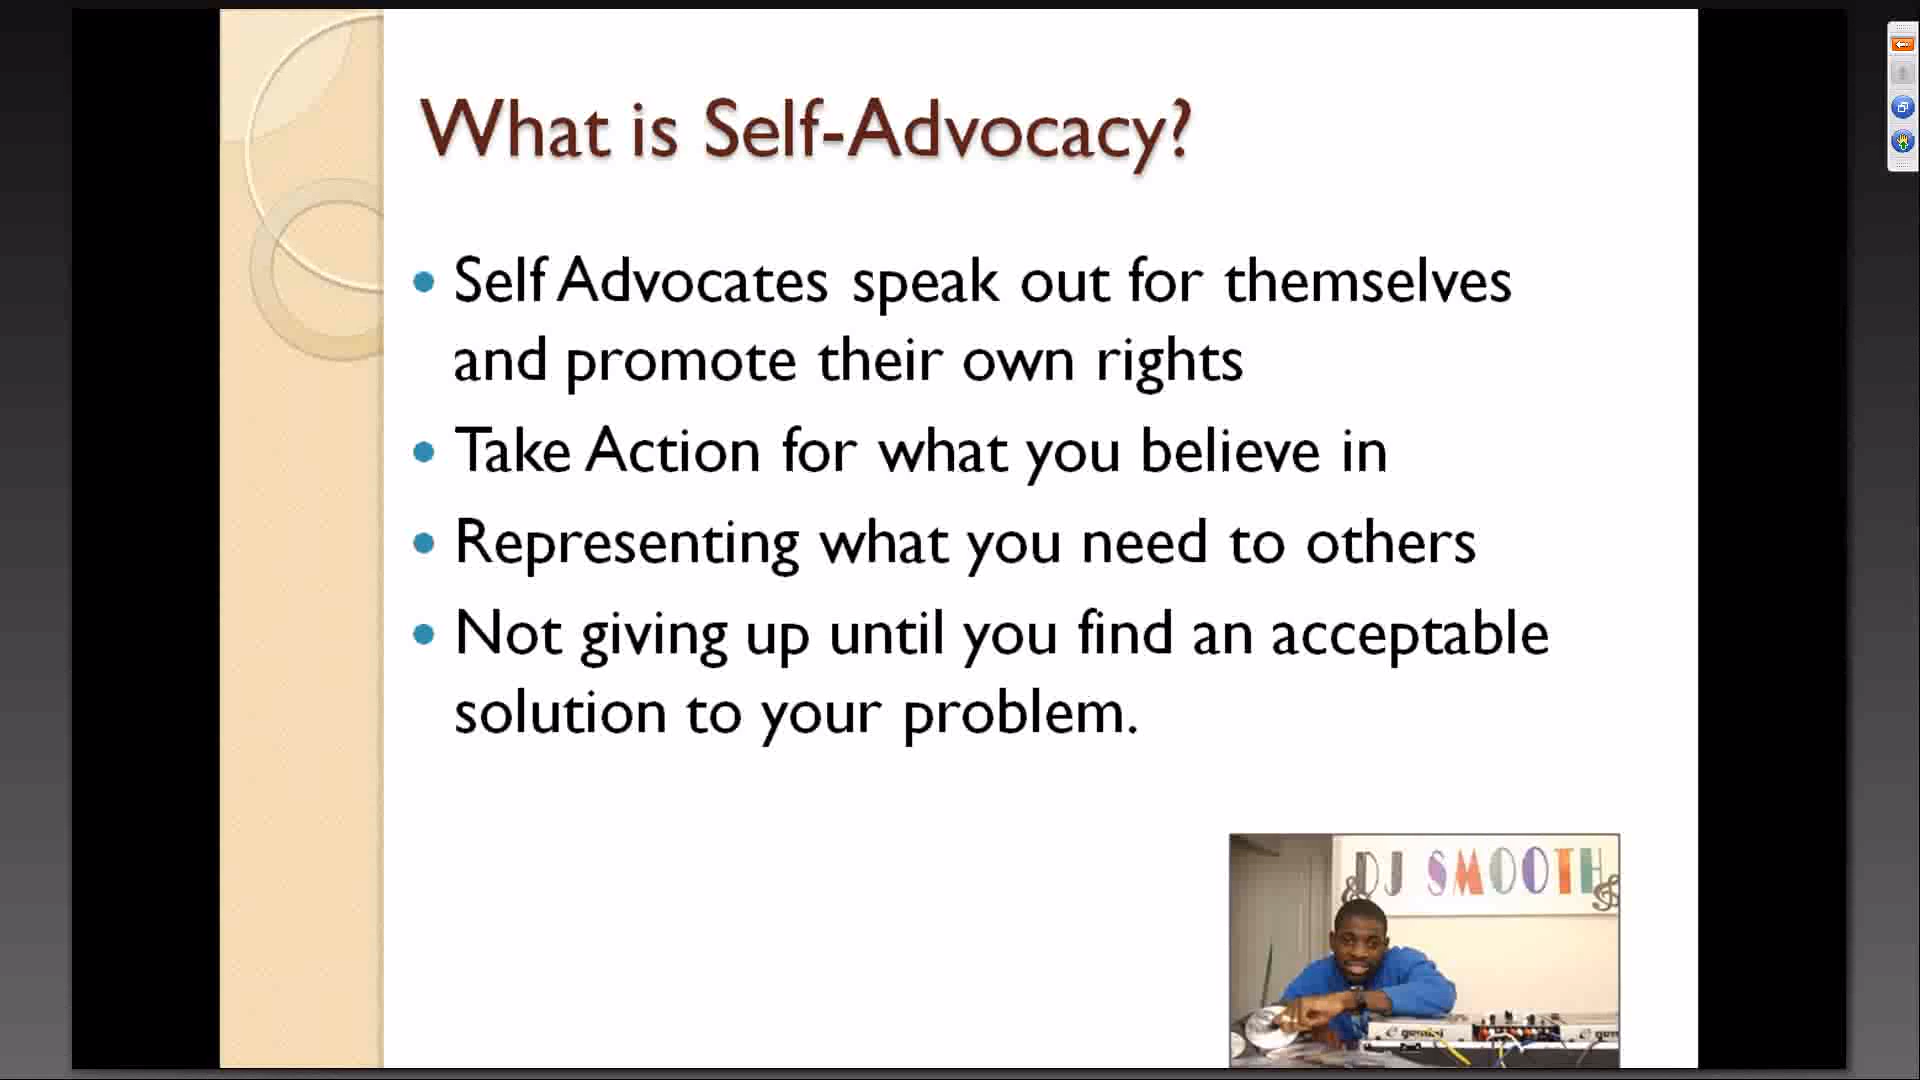 What is Self-Advocacy?
Self Advocates speak out for themselves
and promote their own rights
Take Action for what you believe in
Representing what you need to others
Not giving up until you find an acceptable
solution to your problem.
DJ SMOOTH
gemini
gem